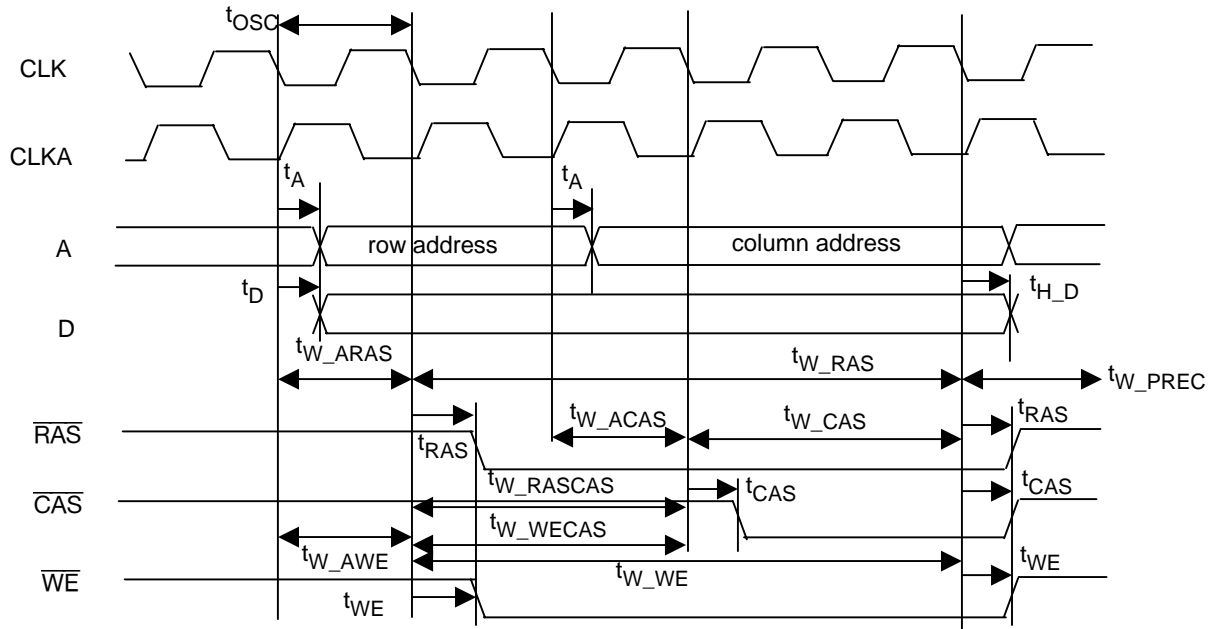 tOSC
CLK
CLKA
tA
tA
A
row address
column address
tD
tH_D
D
tW_ARAS
tW_RAS
tW_PREC
tW_ACAS
tW_CAS
tRAS
RAS
tRAS
tW_RASCAS
tCAS
tCAS
CAS
tW_WECAS
tW_AWE
tW_WE
tWE
WE
tWE